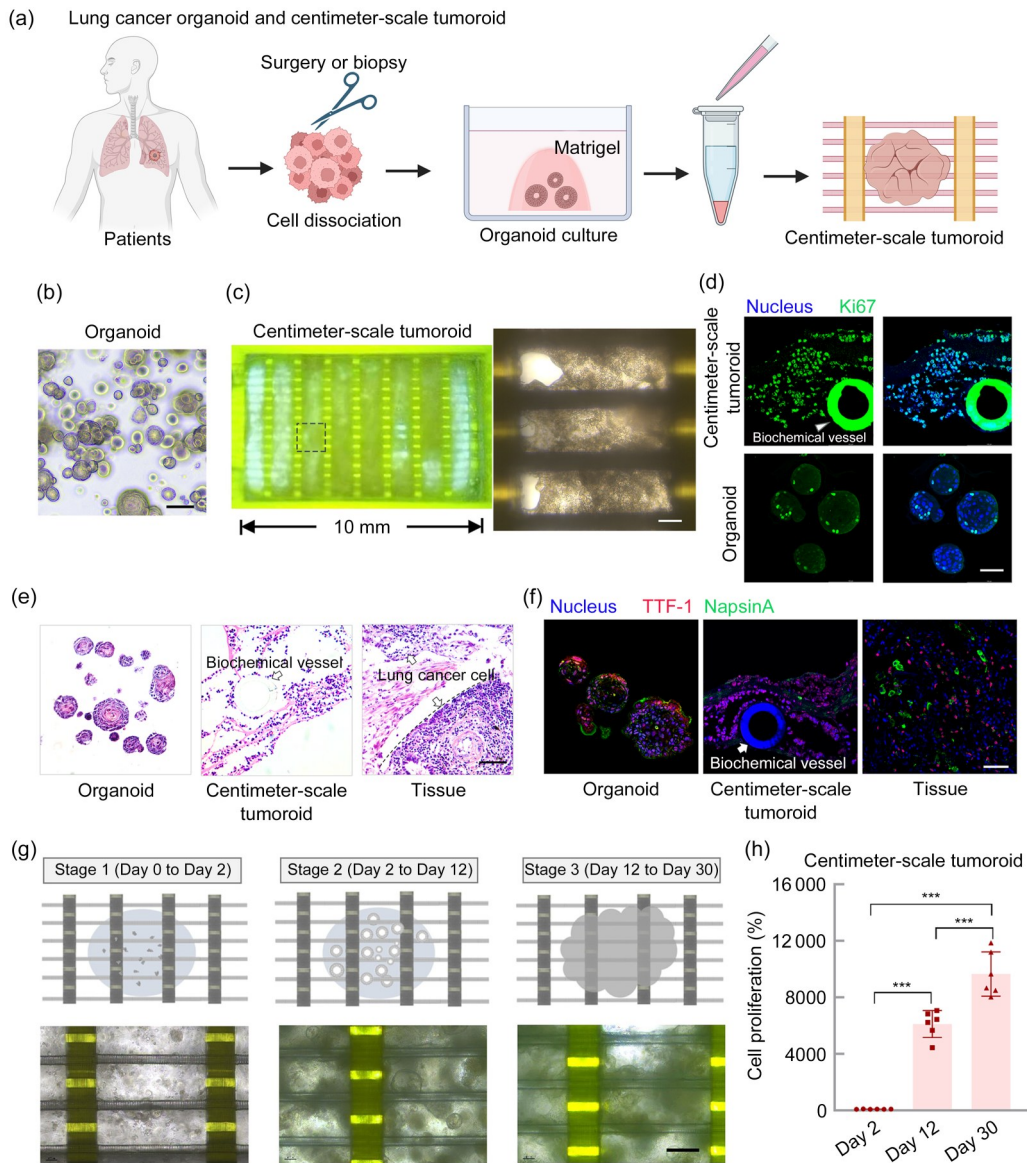 (a)
Lung cancer organoid and centimeter-scale tumoroid
Surgery or biopsy
Matrigel
Patients
Cell dissociation
Organoid culture
Centimeter-scale tumoroid
(b)
Organoid
(c)
Centimeter-scale tumoroid
10 mm
(d)
Nucleus Ki67
Centimeter-scale
tumoroid
Biochemical vessel
Organoid
(e)
Biochemical vessel
Lung cancer cell
Organoid
Centimeter-scale
tumoroid
Tissue
(f)
Nucleus TTF-1 NapsinA
Biochemical vessel
Organoid
Centimeter-scale
tumoroid
Tissue
(g)
Stage 1 (Day 0 to Day 2)
Stage 2 (Day 2 to Day 12)
Stage 3 (Day 12 to Day 30)
(h)
Centimeter-scale tumoroid
Cell proliferation (%)
16 000
12 000
8000
4000
0
***
***
***
Day 2
Day 12
Day 30